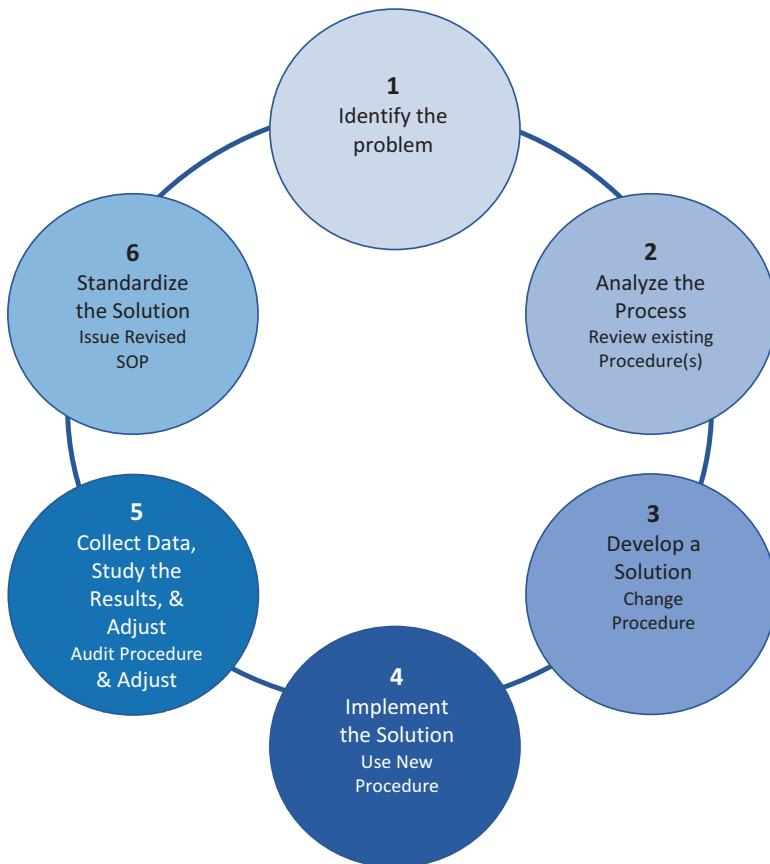 1
Identify the
problem
2
Analyze the
Process
Review existing
Procedure(s)
3
Develop a
Solution
Change
Procedure
4
Implement
the Solution
Use New
Procedure
5
Collect Data,
Study the
Results, &
Adjust
Audit Procedure
& Adjust
6
Standardize
the Solution
Issue Revised
SOP